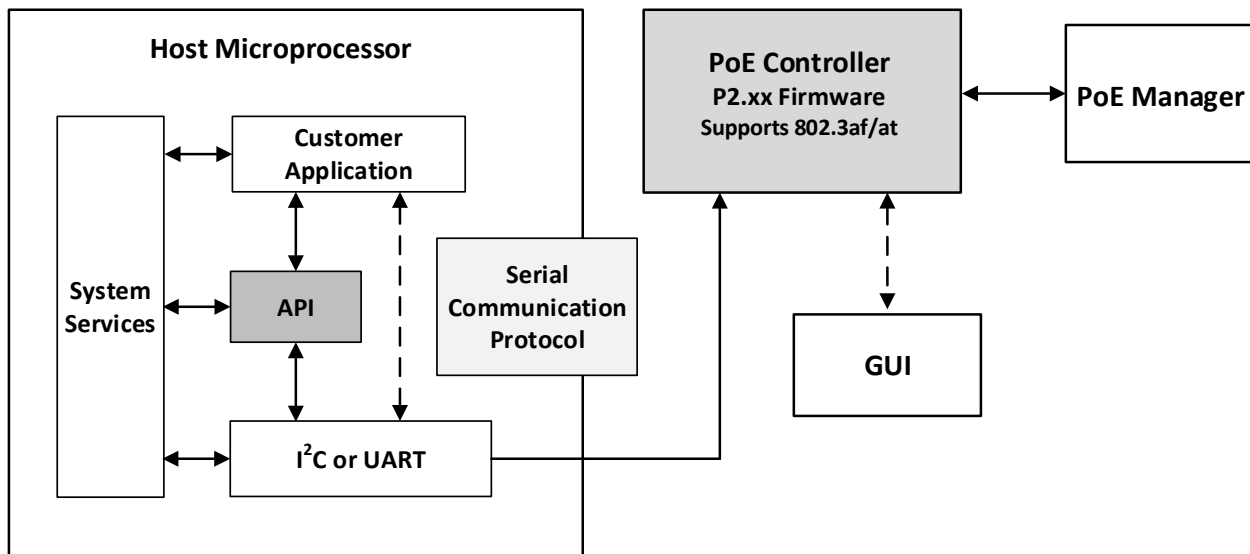 Host Microprocessor
System
Services
Customer
Application
API
I²C or UART
Serial
Communication
Protocol
PoE Controller
P2.xx Firmware
Supports 802.3af/at
PoE Manager
GUI